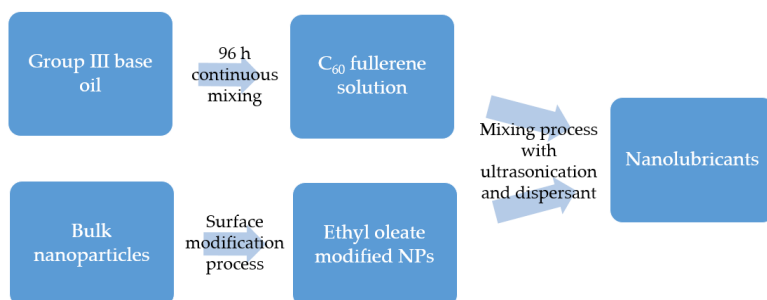 Group III base
oil
96 h
continuous
mixing
C₆₀ fullerene
solution
Mixing process
with
ultrasonication
and dispersant
Nanolubricants
Bulk
nanoparticles
Surface
modification
process
Ethyl oleate
modified NPs